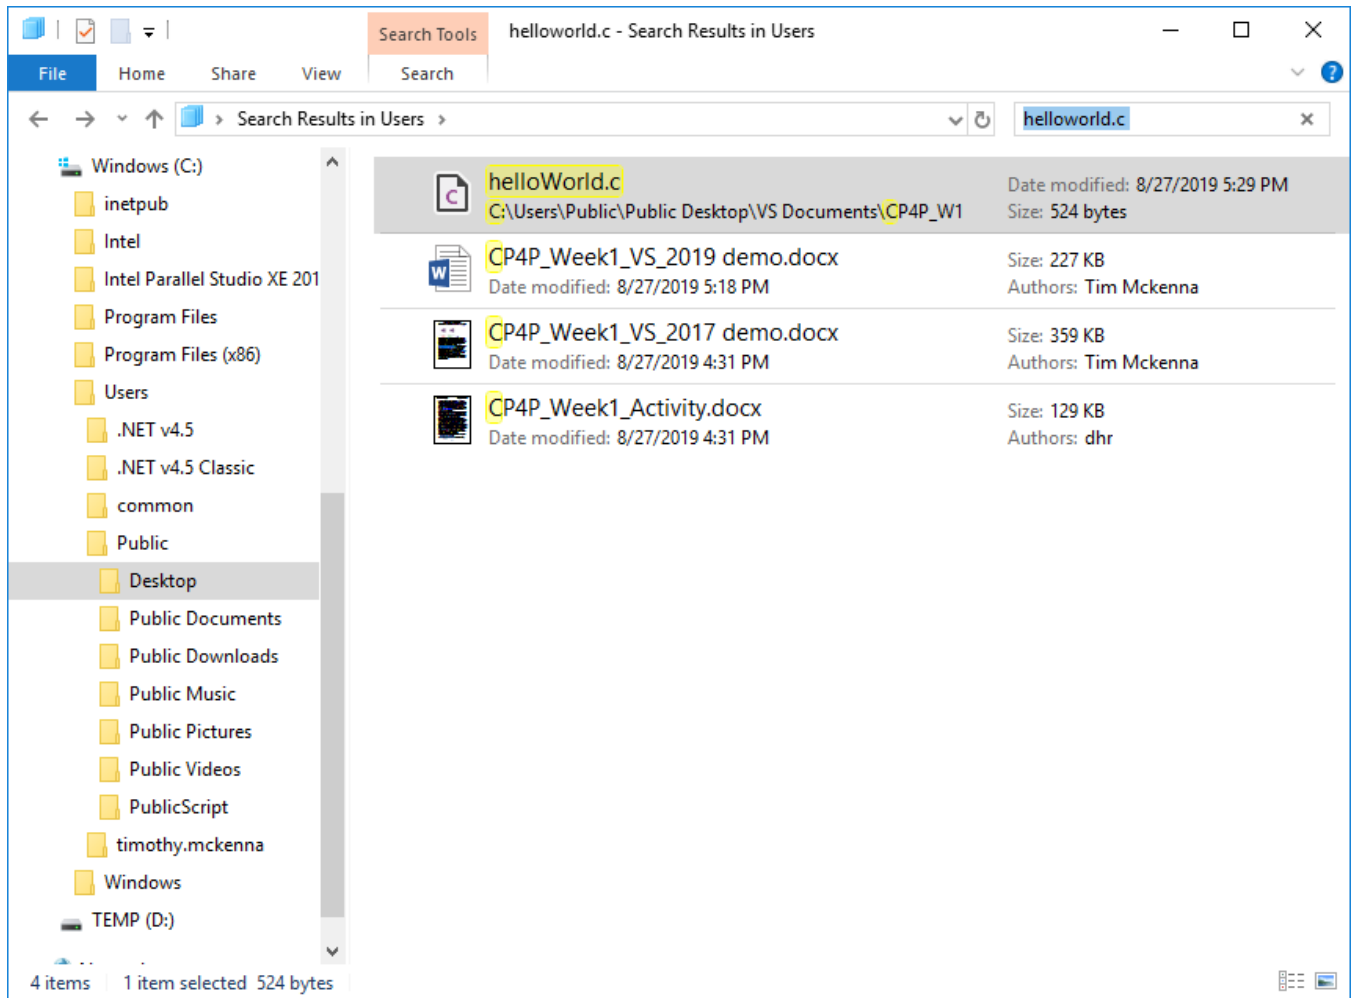 Search Tools
helloworld.c - Search Results in Users
File
Home
Share
View
Search
Search Results in Users
helloworld.c
Windows (C:)
inetpub
Intel
Intel Parallel Studio XE 201
Program Files
Program Files (x86)
Users
.NET v4.5
.NET v4.5 Classic
common
Public
Desktop
Public Documents
Public Downloads
Public Music
Public Pictures
Public Videos
PublicScript
timothy.mckenna
Windows
TEMP (D:)
helloWorld.c
C:\Users\Public\Public Desktop\VS Documents\CP4P_W1
Date modified: 8/27/2019 5:29 PM
Size: 524 bytes
CP4P_Week1_VS_2019 demo.docx
Date modified: 8/27/2019 5:18 PM
Size: 227 KB
Authors: Tim Mckenna
CP4P_Week1_VS_2017 demo.docx
Date modified: 8/27/2019 4:31 PM
Size: 359 KB
Authors: Tim Mckenna
CP4P_Week1_Activity.docx
Date modified: 8/27/2019 4:31 PM
Size: 129 KB
Authors: dhr
4 items
1 item selected 524 bytes